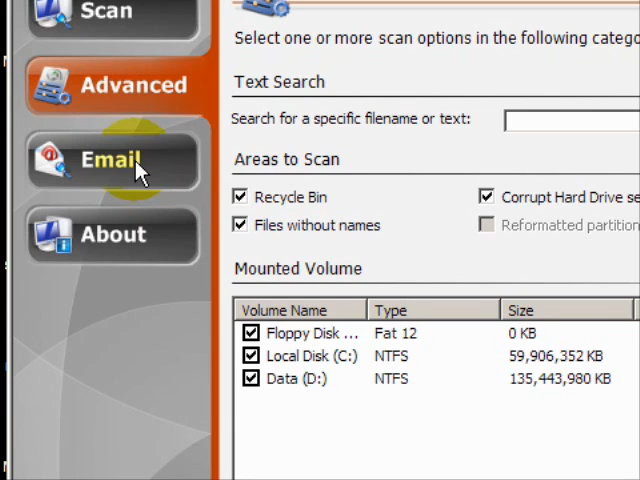 Scan
Advanced
Email
About
Select one or more scan options in the following catego
Text Search
Search for a specific filename or text:
Areas to Scan
Recycle Bin
Corrupt Hard Drive se
Files without names
Reformatted partition
Mounted Volume
Volume Name Type Size
Floppy Disk ... Fat 12 0 KB
Local Disk (C:) NTFS 59,906,352 KB
Data (D:) NTFS 135,443,980 KB